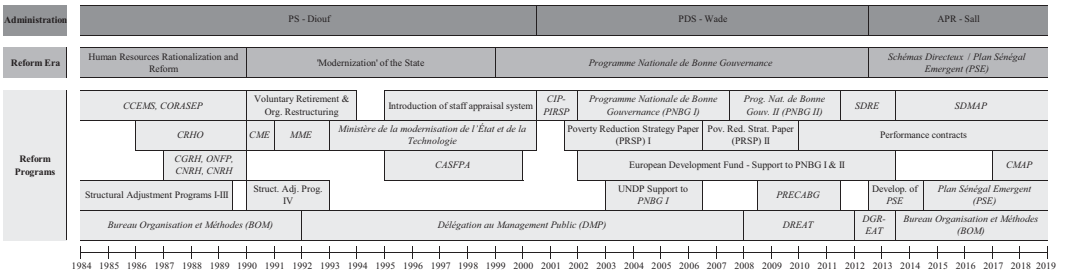 Administration
PS - Diouf
PDS - Wade
APR - Sall
Reform Era
Human Resources Rationalization and
Reform
'Modernization' of the State
Programme Nationale de Bonne Gouvernance
Schémas Directeux / Plan Sénégal
Emergent (PSE)
Reform
Programs
CCEMS, CORASEP
Voluntary Retirement &
Org. Restructuring
Introduction of staff appraisal system
CIP-
PIRSP
Programme Nationale de Bonne
Gouvernance (PNBG I)
Prog. Nat. de Bonne
Gouv. II (PNBG II)
SDRE
SDMAP
CRHO
CME
MME
Ministère de la modernisation de l'État et de la
Technologie
Poverty Reduction Strategy Paper
(PRSP) I
Pov. Red. Strat. Paper
(PRSP) II
Performance contracts
CGRH, ONFP,
CNRH, CNRH
CASFPA
European Development Fund - Support to PNBG I & II
CMAP
Structural Adjustment Programs I-III
Struct. Adj. Prog.
IV
UNDP Support to
PNBG I
PRECABG
Develop. of
PSE
Plan Sénégal Emergent
(PSE)
Bureau Organisation et Méthodes (BOM)
Délégation au Management Public (DMP)
DREAT
DGR-
EAT
Bureau Organisation et Méthodes
(BOM)
1984 1985 1986 1987 1988 1989 1990 1991 1992 1993 1994 1995 1996 1997 1998 1999 2000 2001 2002 2003 2004 2005 2006 2007 2008 2009 2010 2011 2012 2013 2014 2015 2016 2017 2018 2019